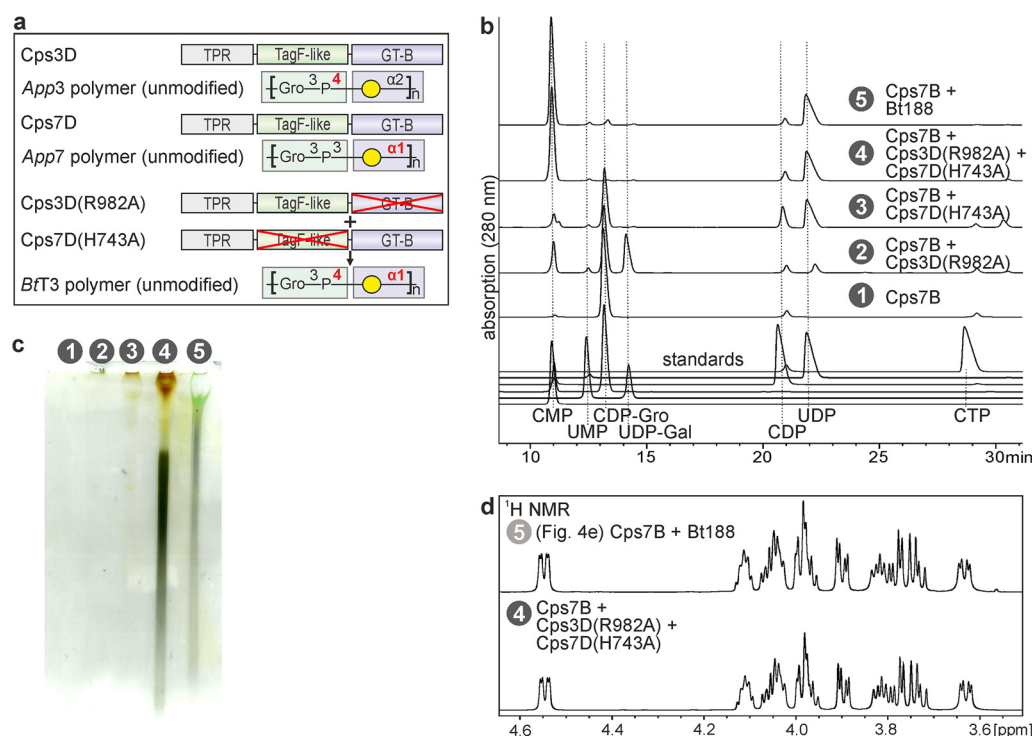 a
Cps3D
TPR
TagF-like
GT-B
App3 polymer (unmodified)
[Gro 3 P 4 α2]n
Cps7D
TPR
TagF-like
GT-B
App7 polymer (unmodified)
[Gro 3 P 3 α1]n
Cps3D(R982A)
TPR
TagF-like
GT-B
+
Cps7D(H743A)
TPR
TagF-like
GT-B
BtT3 polymer (unmodified)
[Gro 3 P 4 α1]n
b
absorption (280 nm)
5 Cps7B +
Bt188
4 Cps7B +
Cps3D(R982A) +
Cps7D(H743A)
3 Cps7B +
Cps7D(H743A)
2 Cps7B +
Cps3D(R982A)
1 Cps7B
standards
CMP
UMP
CDP-Gro
UDP-Gal
CDP
UDP
CTP
10 15 20 25 30min
c
1 2 3 4 5
d
1H NMR
5 (Fig. 4e) Cps7B + Bt188
4 Cps7B +
Cps3D(R982A) +
Cps7D(H743A)
4.6 4.4 4.2 4.0 3.8 3.6[ppm]